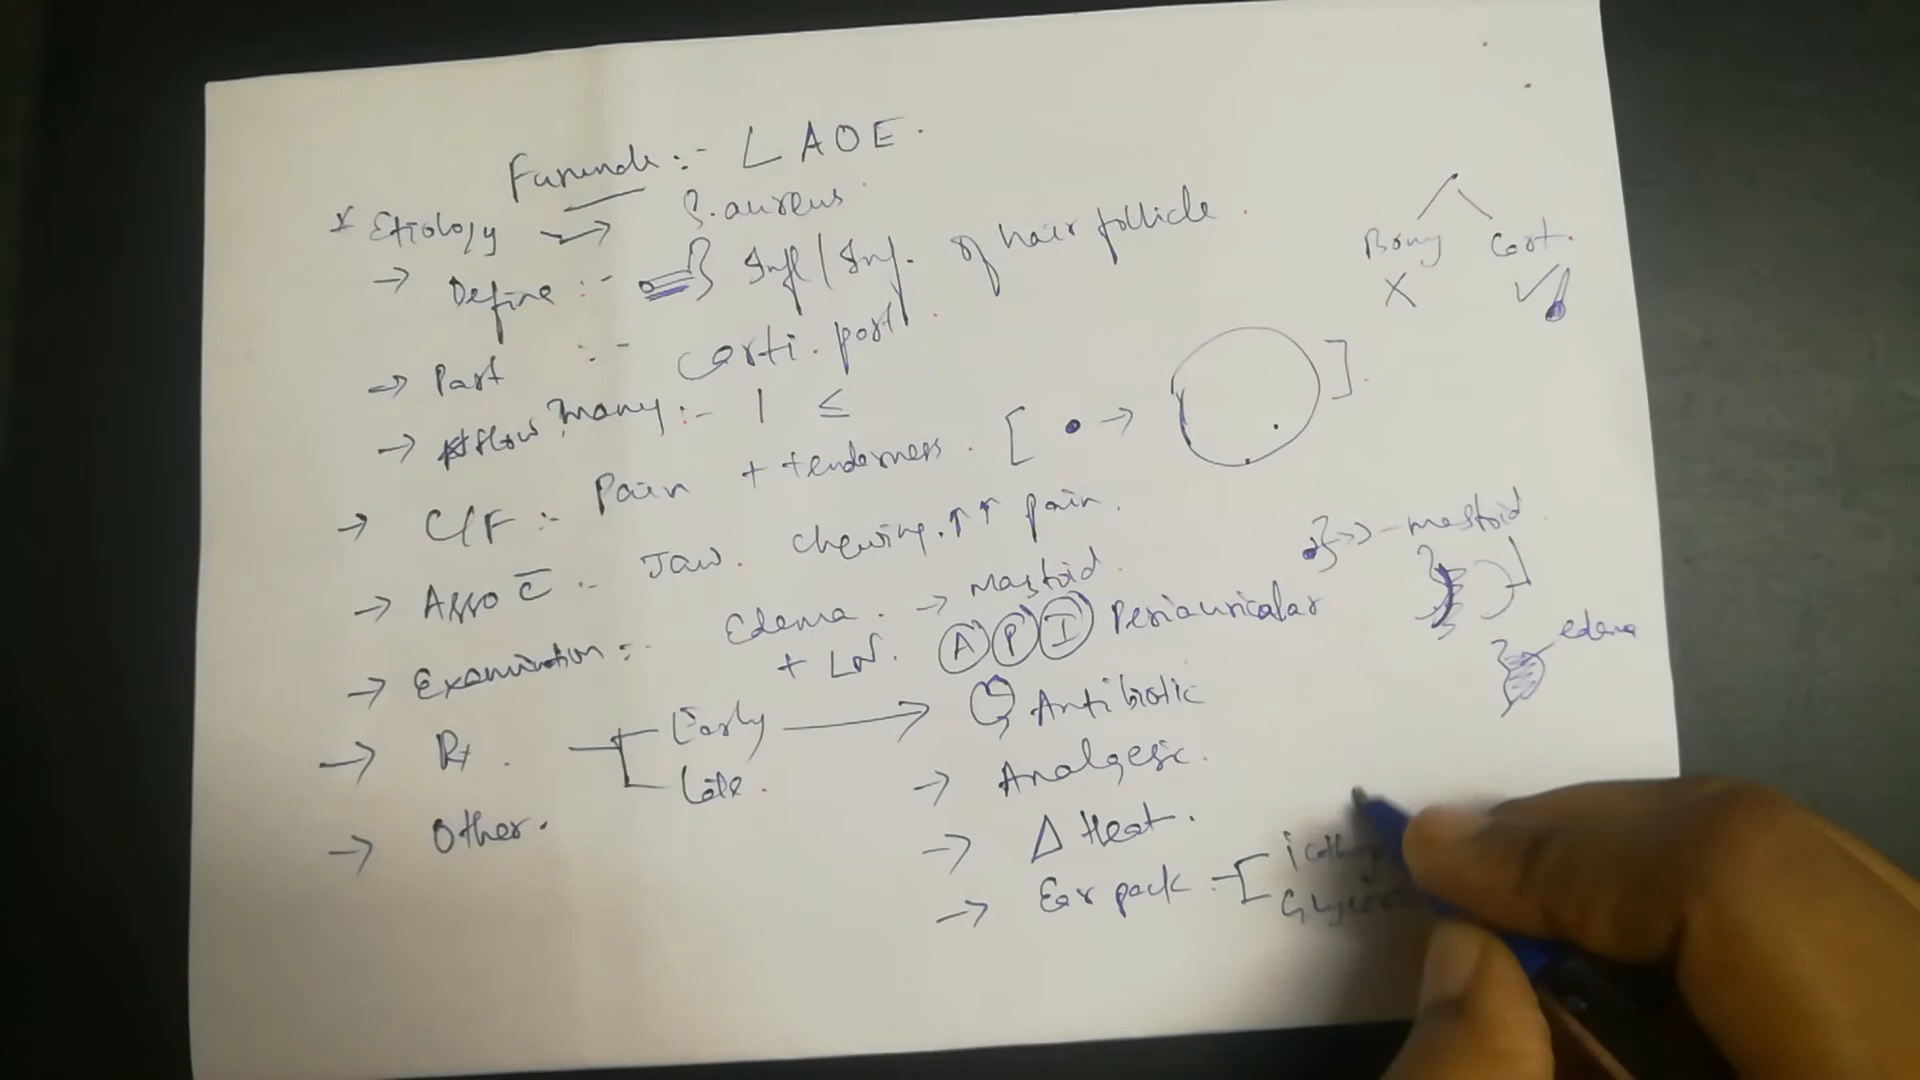 Furuncle :- LAOE.
* Etiology → S. aureus
→ Define :- Infl/Inf. of hair follicle.
Bony Cart.
X ✓
→ Part :- Carti. part.
→ How many :- 1 ≤
→ C/F :- Pain + tenderness. [ • → ].
→ Asso c̄ :- Jaw. chewing. ↑↑ pain.
→ mastoid.
→ Examination :- Edema. → Mastoid.
+ LN. A P I Periauricular
edema
→ Rx. Early → Antibiotic
Late.
→ Analgesic.
→ Other.
→ Δ Heat.
→ Ear pack :-